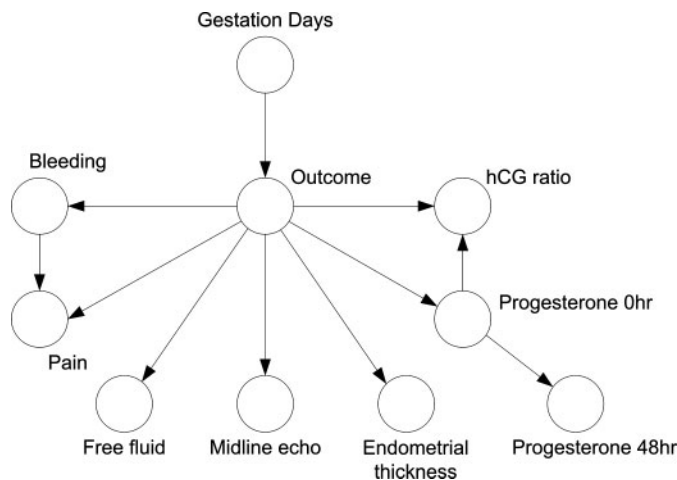 Gestation Days
Bleeding
Outcome
hCG ratio
Pain
Progesterone 0hr
Free fluid
Midline echo
Endometrial
thickness
Progesterone 48hr